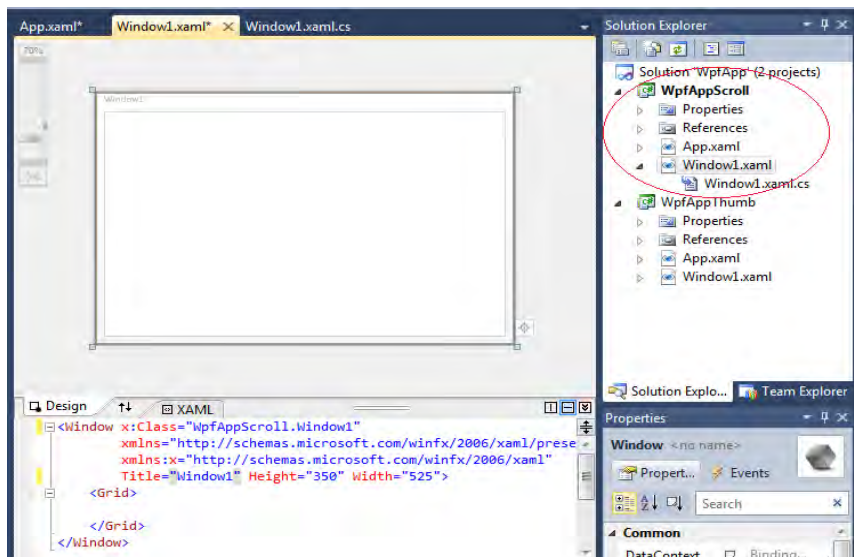 App.xaml*
Window1.xaml*
Window1.xaml.cs
70%
Window1
Design
XAML
<Window x:Class="WpfAppScroll.Window1"
xmlns="http://schemas.microsoft.com/winfx/2006/xaml/prese
xmlns:x="http://schemas.microsoft.com/winfx/2006/xaml"
Title="Window1" Height="350" Width="525">
<Grid>
</Grid>
</Window>
Solution Explorer
Solution 'WpfApp' (2 projects)
WpfAppScroll
Properties
References
App.xaml
Window1.xaml
Window1.xaml.cs
WpfAppThumb
Properties
References
App.xaml
Window1.xaml
Solution Explo...
Team Explorer
Properties
Window <no name>
Propert...
Events
Search
Common
DataContext
Binding...